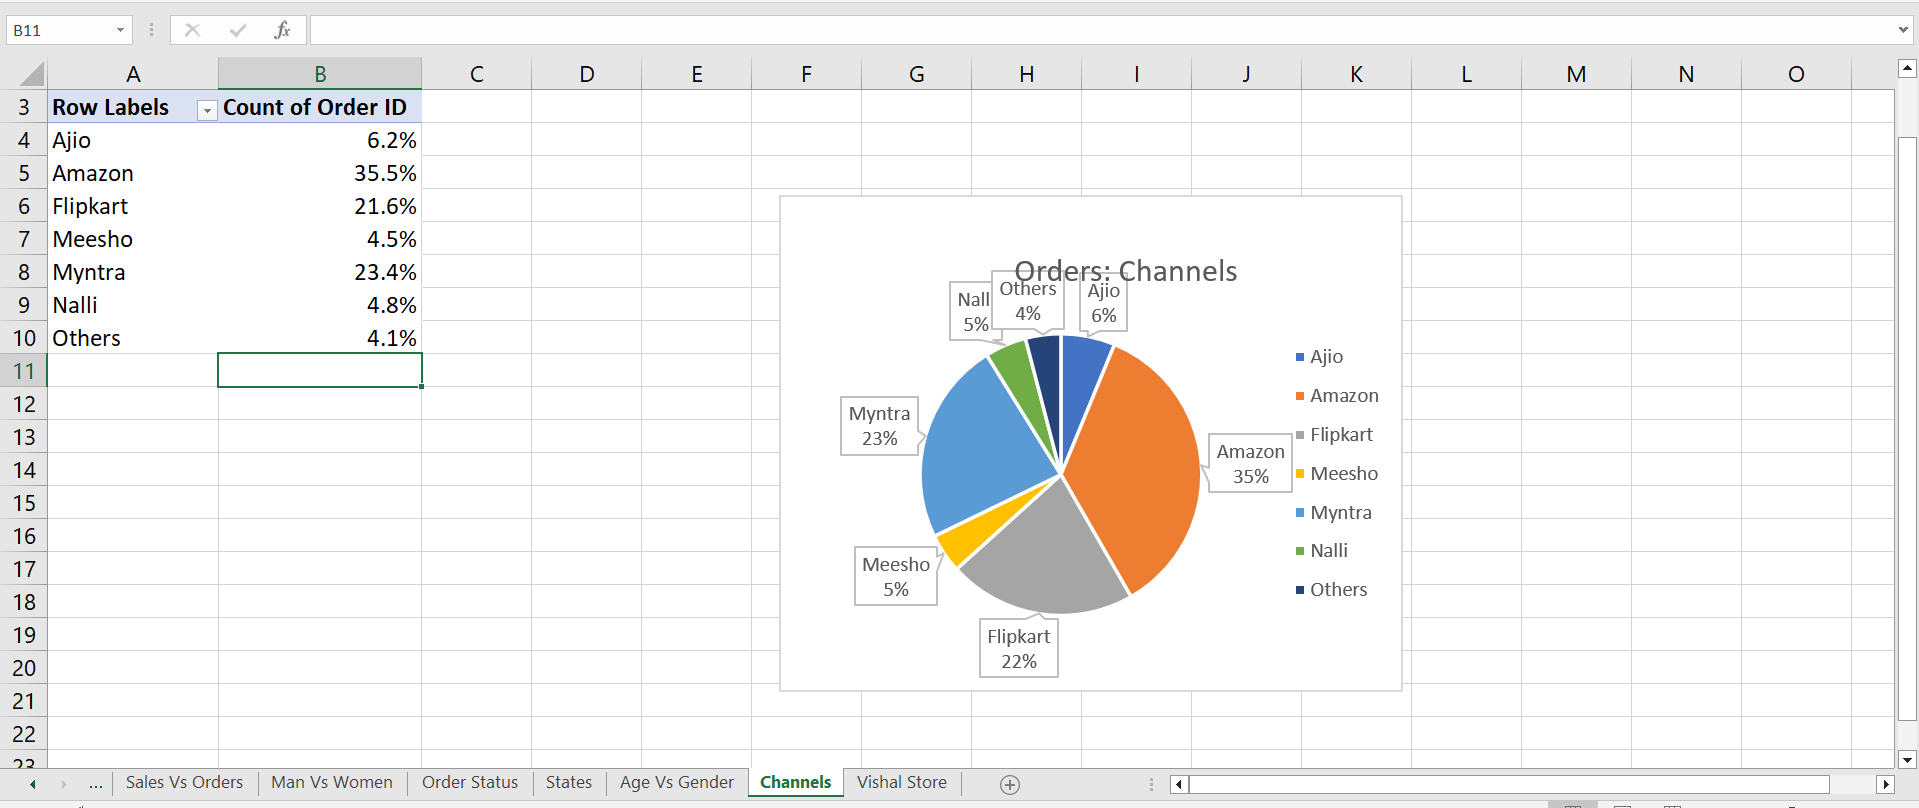 B11
fx
A B C D E F G H I J K L M N O
3 Row Labels Count of Order ID
4 Ajio 6.2%
5 Amazon 35.5%
6 Flipkart 21.6%
7 Meesho 4.5%
8 Myntra 23.4%
9 Nalli 4.8%
10 Others 4.1%
11
12
13
14
15
16
17
18
19
20
21
22
23
Orders: Channels
Nall
5%
Others
4%
Ajio
6%
Myntra
23%
Amazon
35%
Meesho
5%
Flipkart
22%
Ajio
Amazon
Flipkart
Meesho
Myntra
Nalli
Others
... Sales Vs Orders Man Vs Women Order Status States Age Vs Gender Channels Vishal Store